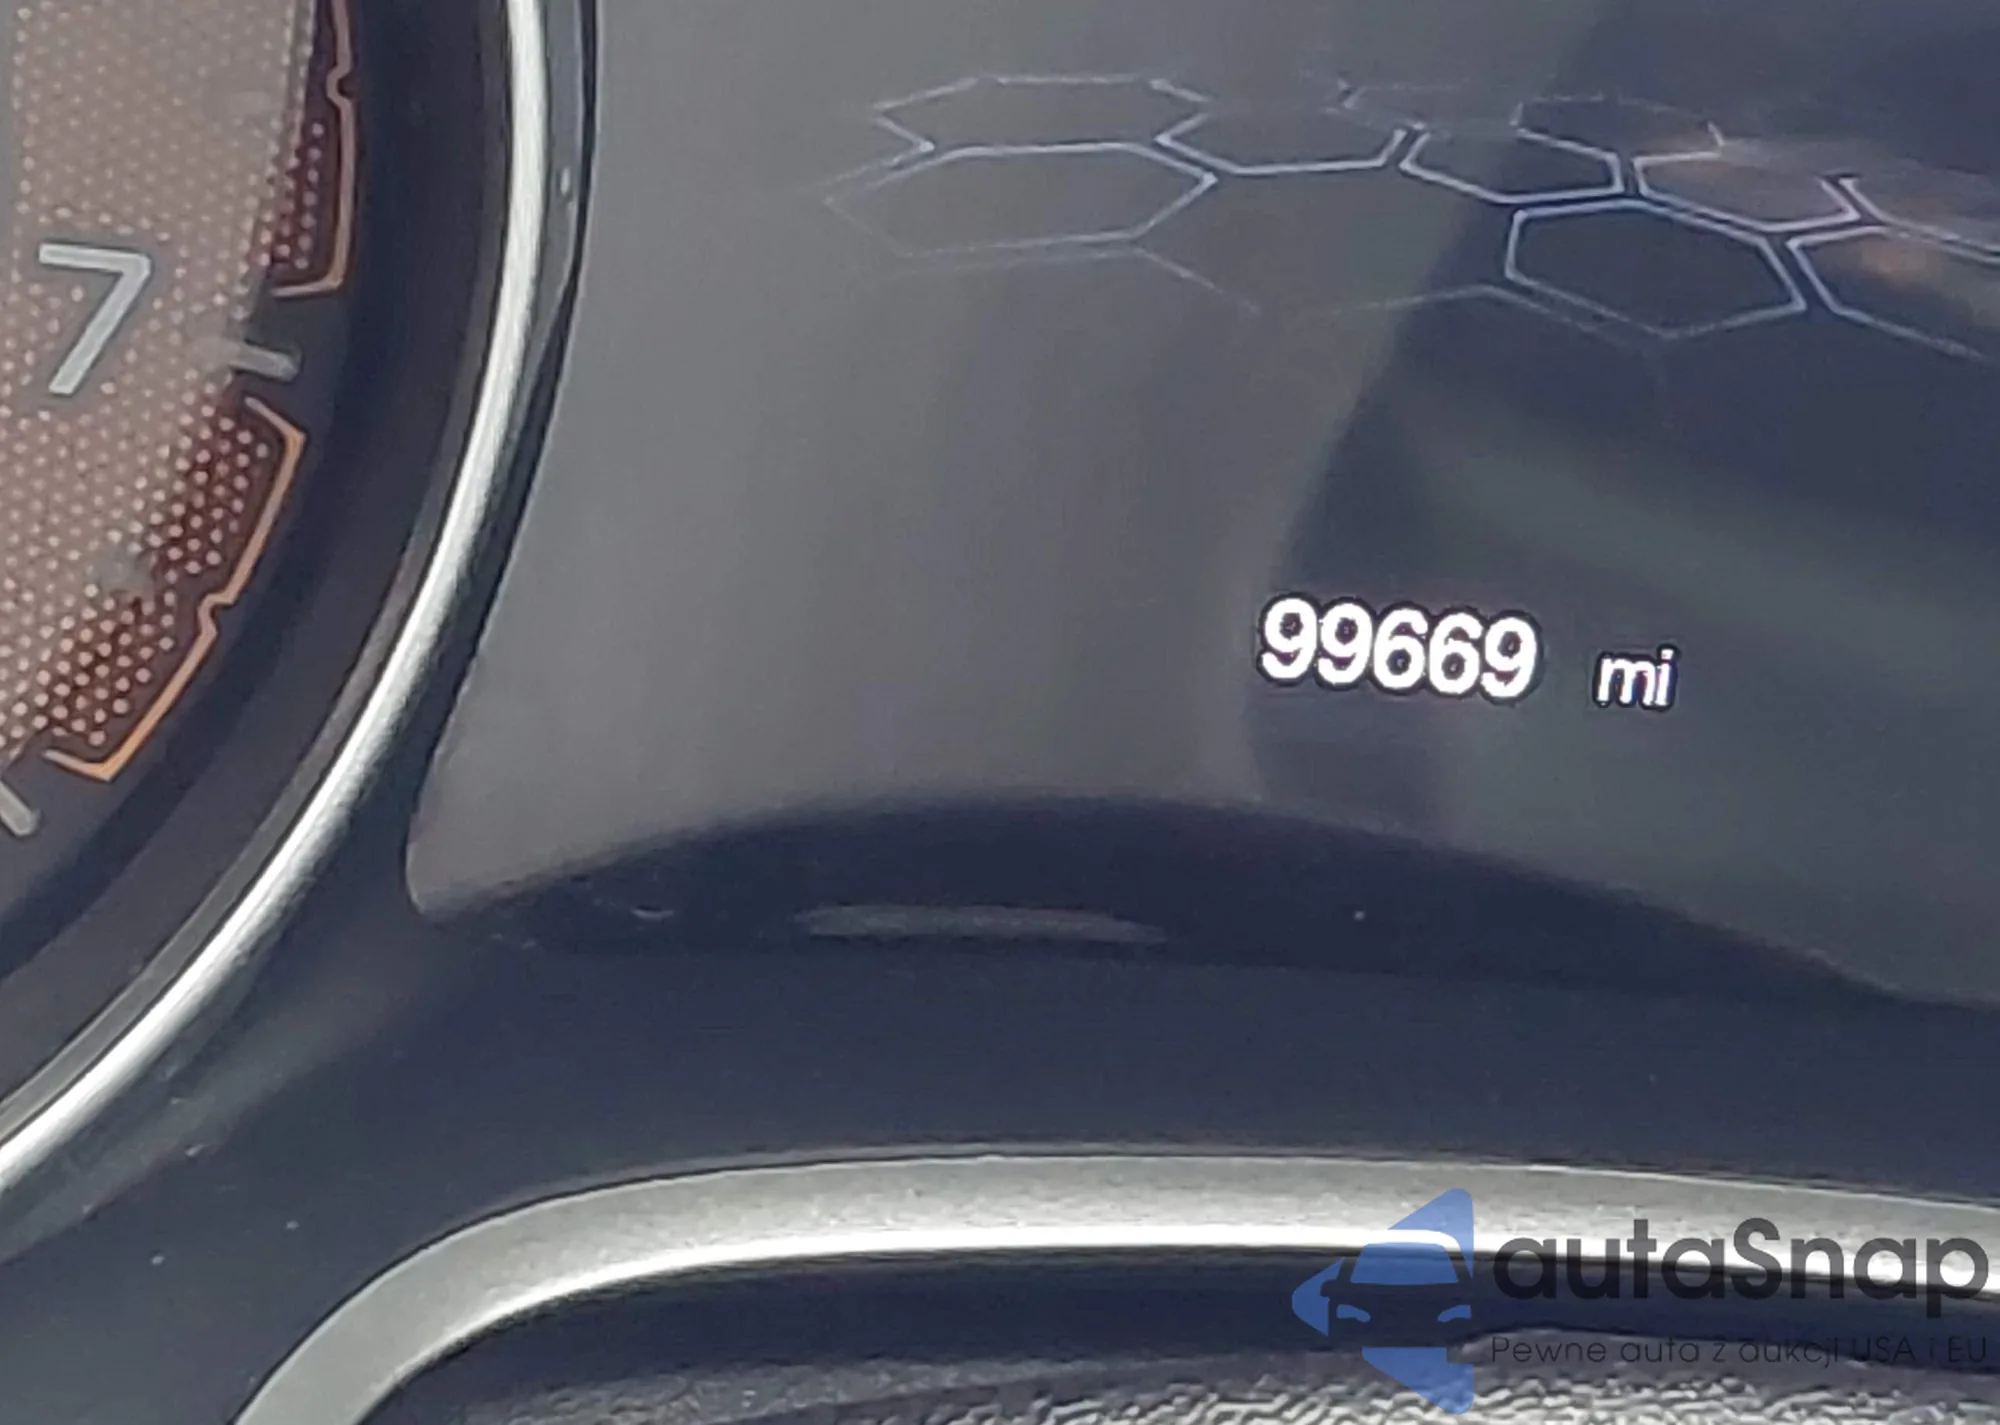 7
99669 mi
autaSnap
Pewne auta z aukcji USA i EU